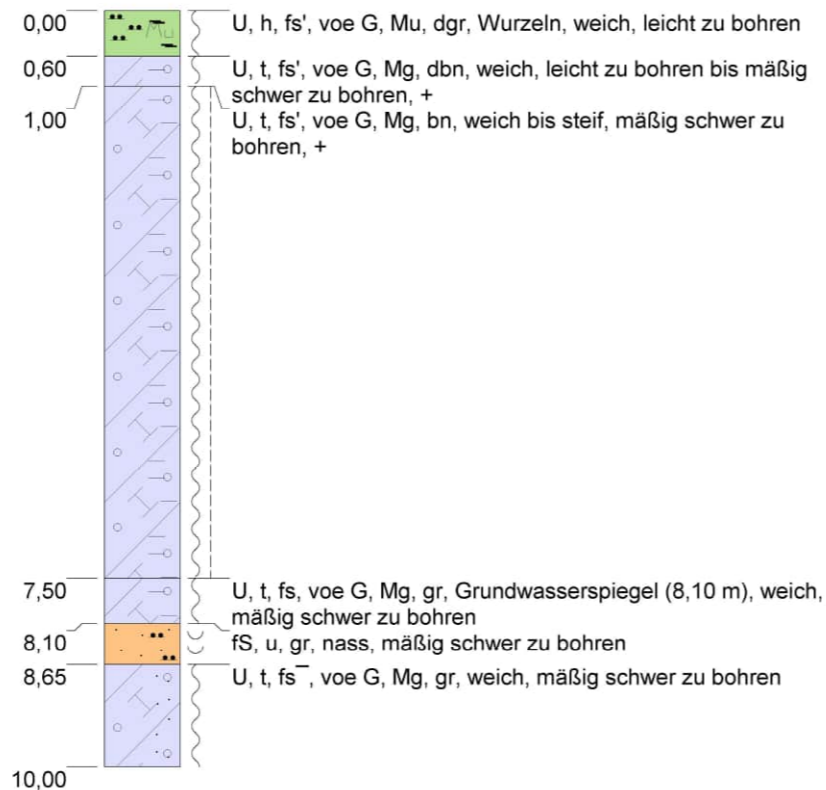 0,00 U, h, fs', voe G, Mu, dgr, Wurzeln, weich, leicht zu bohren
Mu
0,60 U, t, fs', voe G, Mg, dbn, weich, leicht zu bohren bis mäßig
schwer zu bohren, +
1,00 U, t, fs', voe G, Mg, bn, weich bis steif, mäßig schwer zu
bohren, +
7,50 U, t, fs, voe G, Mg, gr, Grundwasserspiegel (8,10 m), weich,
mäßig schwer zu bohren
8,10 fS, u, gr, nass, mäßig schwer zu bohren
8,65 U, t, fs¯, voe G, Mg, gr, weich, mäßig schwer zu bohren
10,00